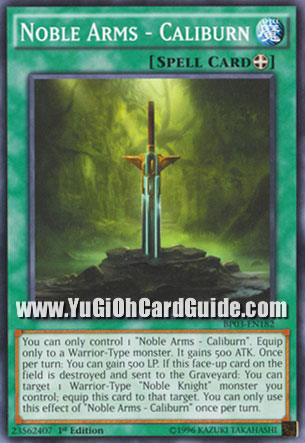 NOBLE ARMS - CALIBURN
魔
[SPELL CARD]
www.YuGiOhCardGuide.com
BP03-EN182
You can only control 1 "Noble Arms - Caliburn". Equip
only to a Warrior-Type monster. It gains 500 ATK. Once
per turn: You can gain 500 LP. If this face-up card on the
field is destroyed and sent to the Graveyard: You can
target 1 Warrior-Type "Noble Knight" monster you
control; equip this card to that target. You can only use
this effect of "Noble Arms - Caliburn" once per turn.
23562407 1st Edition ©1996 KAZUKI TAKAHASHI